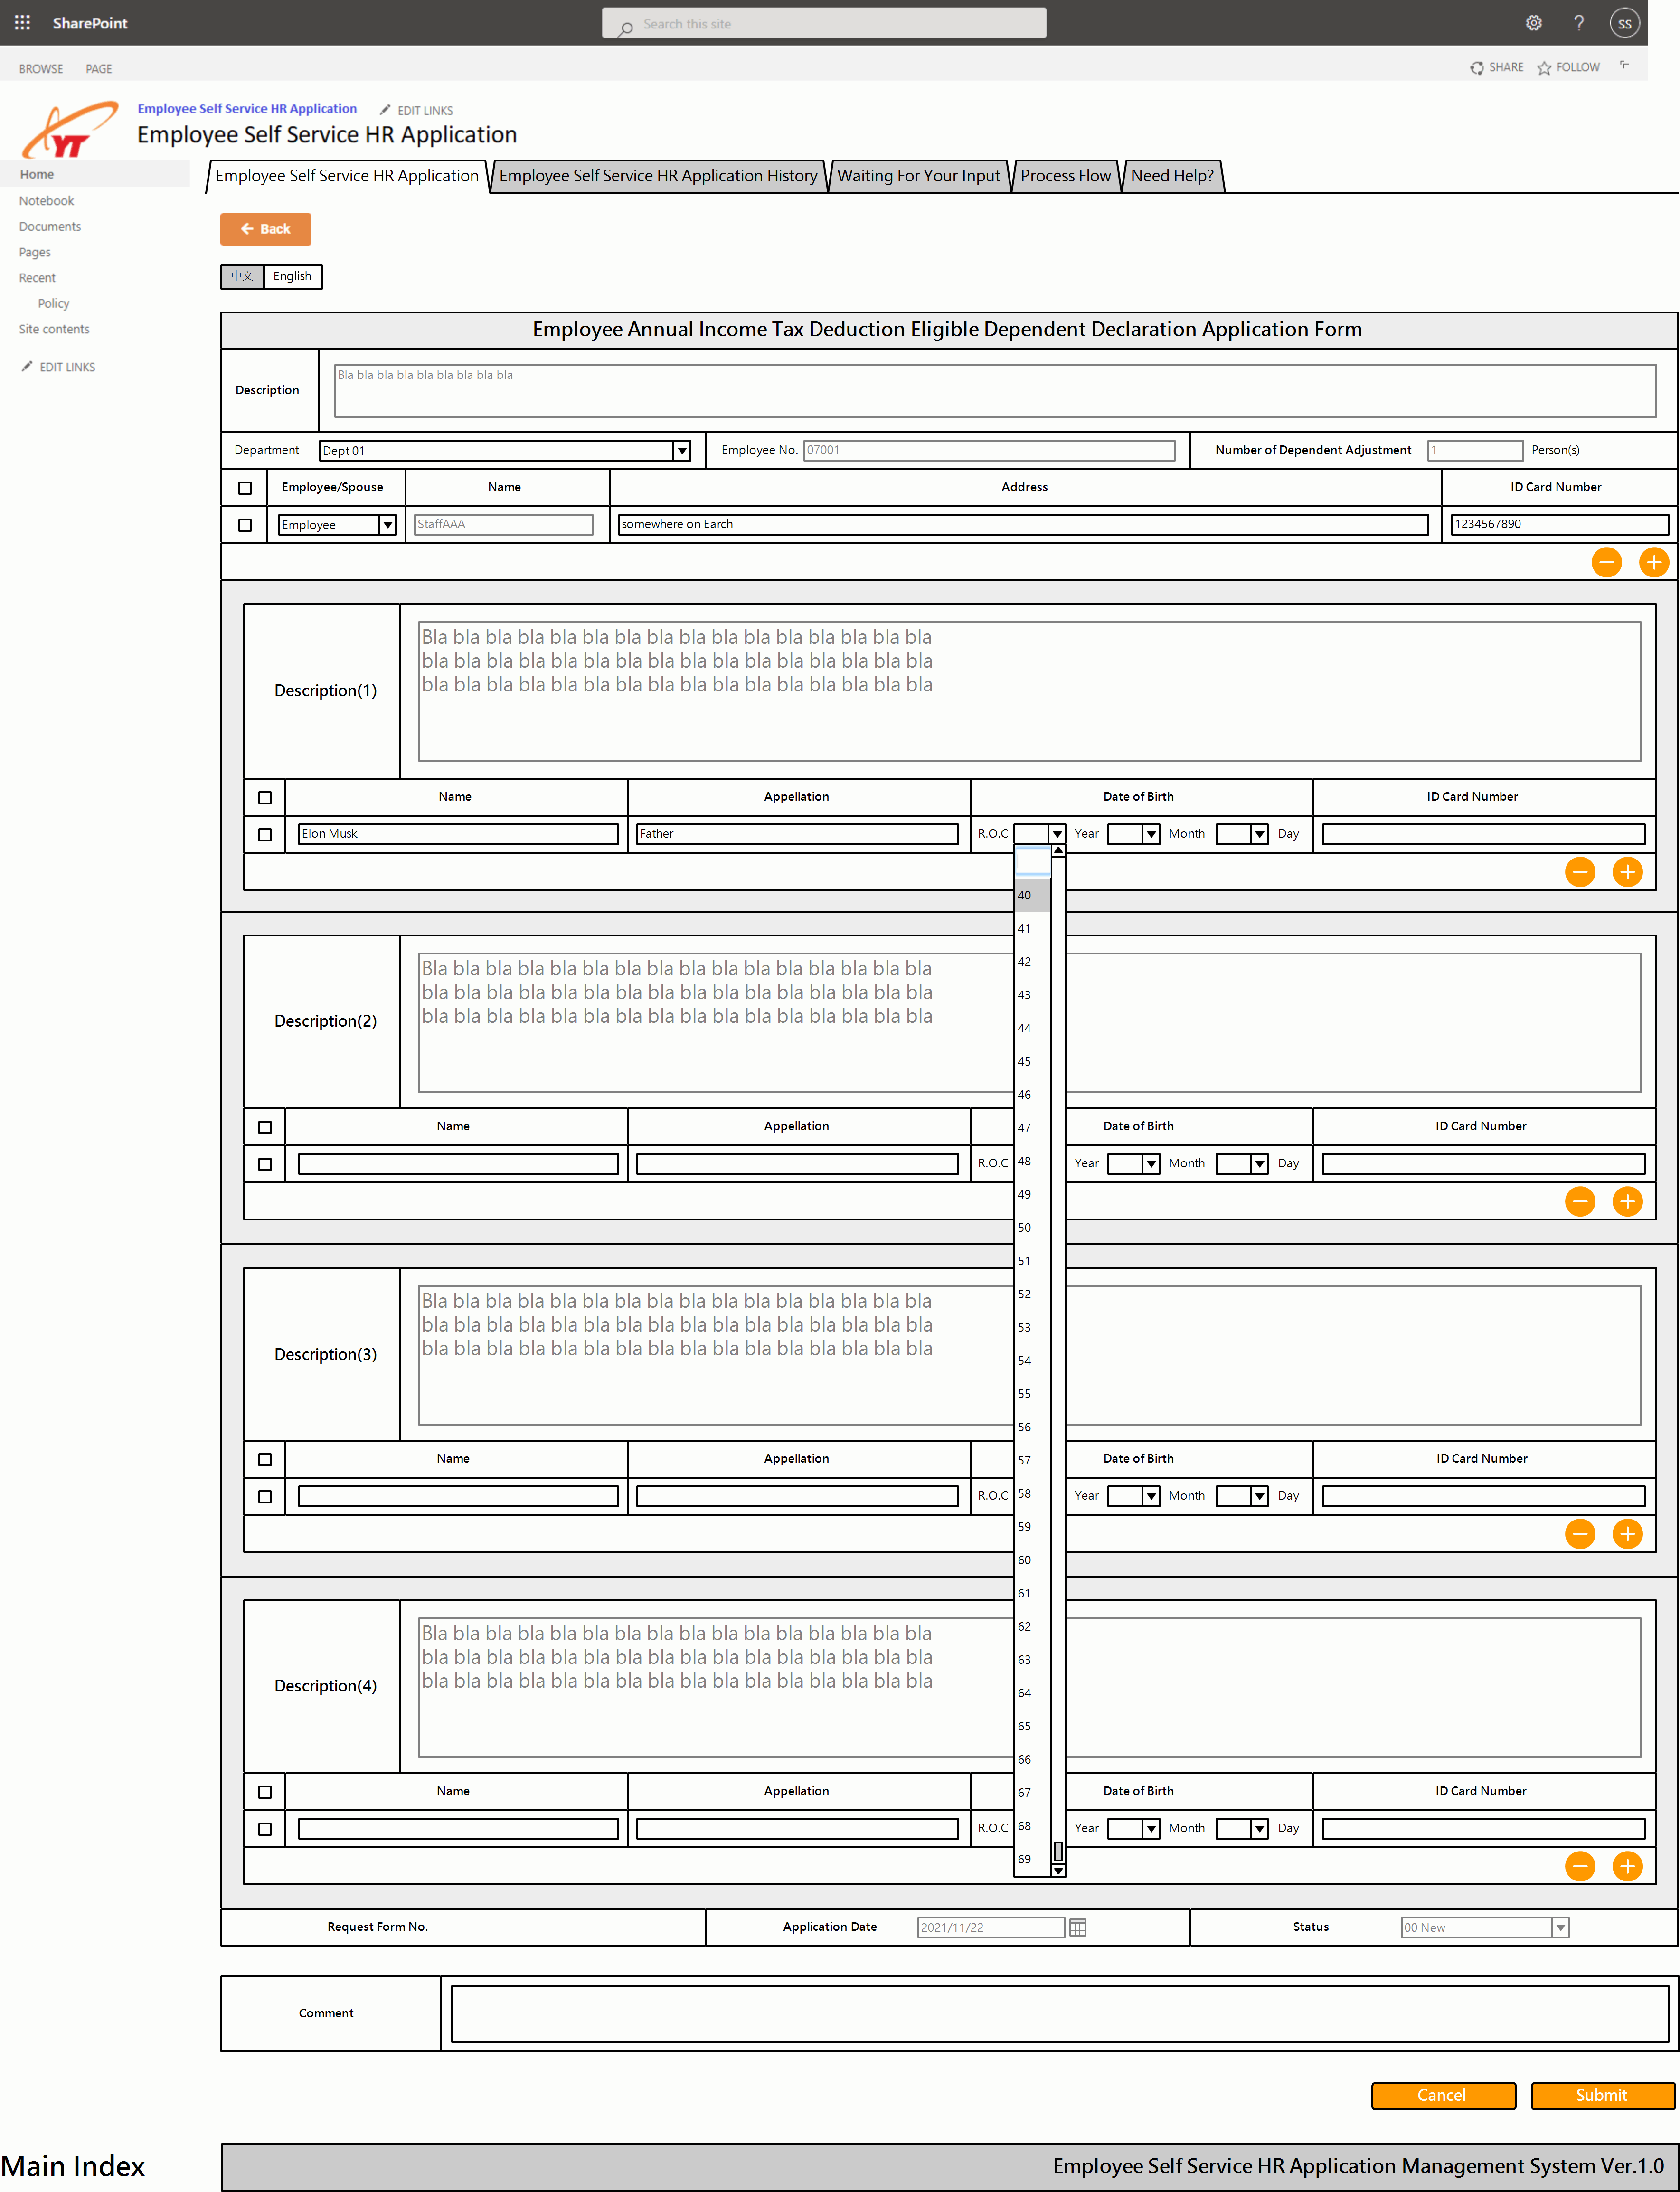 SharePoint
Search this site
SS
BROWSE PAGE
SHARE FOLLOW
YT
Employee Self Service HR Application EDIT LINKS
Employee Self Service HR Application
Home
Notebook
Documents
Pages
Recent
Policy
Site contents
EDIT LINKS
Employee Self Service HR Application Employee Self Service HR Application History Waiting For Your Input Process Flow Need Help?
Back
中文 English
Employee Annual Income Tax Deduction Eligible Dependent Declaration Application Form
Description Bla bla bla bla bla bla bla bla bla
Department Dept 01 Employee No. 07001 Number of Dependent Adjustment 1 Person(s)
Employee/Spouse Name Address ID Card Number
Employee StaffAAA somewhere on Earch 1234567890
Description(1)
Bla bla bla bla bla bla bla bla bla bla bla bla bla bla bla bla
bla bla bla bla bla bla bla bla bla bla bla bla bla bla bla bla
bla bla bla bla bla bla bla bla bla bla bla bla bla bla bla bla
Name Appellation Date of Birth ID Card Number
Elon Musk Father R.O.C Year Month Day
40
41
42
43
44
45
46
47
48
49
50
51
52
53
54
55
56
57
58
59
60
61
62
63
64
65
66
67
68
69
Description(2)
Bla bla bla bla bla bla bla bla bla bla bla bla bla bla bla bla
bla bla bla bla bla bla bla bla bla bla bla bla bla bla bla bla
bla bla bla bla bla bla bla bla bla bla bla bla bla bla bla bla
Name Appellation Date of Birth ID Card Number
R.O.C Year Month Day
Description(3)
Bla bla bla bla bla bla bla bla bla bla bla bla bla bla bla bla
bla bla bla bla bla bla bla bla bla bla bla bla bla bla bla bla
bla bla bla bla bla bla bla bla bla bla bla bla bla bla bla bla
Name Appellation Date of Birth ID Card Number
R.O.C Year Month Day
Description(4)
Bla bla bla bla bla bla bla bla bla bla bla bla bla bla bla bla
bla bla bla bla bla bla bla bla bla bla bla bla bla bla bla bla
bla bla bla bla bla bla bla bla bla bla bla bla bla bla bla bla
Name Appellation Date of Birth ID Card Number
R.O.C Year Month Day
Request Form No. Application Date 2021/11/22 Status 00 New
Comment
Cancel Submit
Main Index Employee Self Service HR Application Management System Ver.1.0